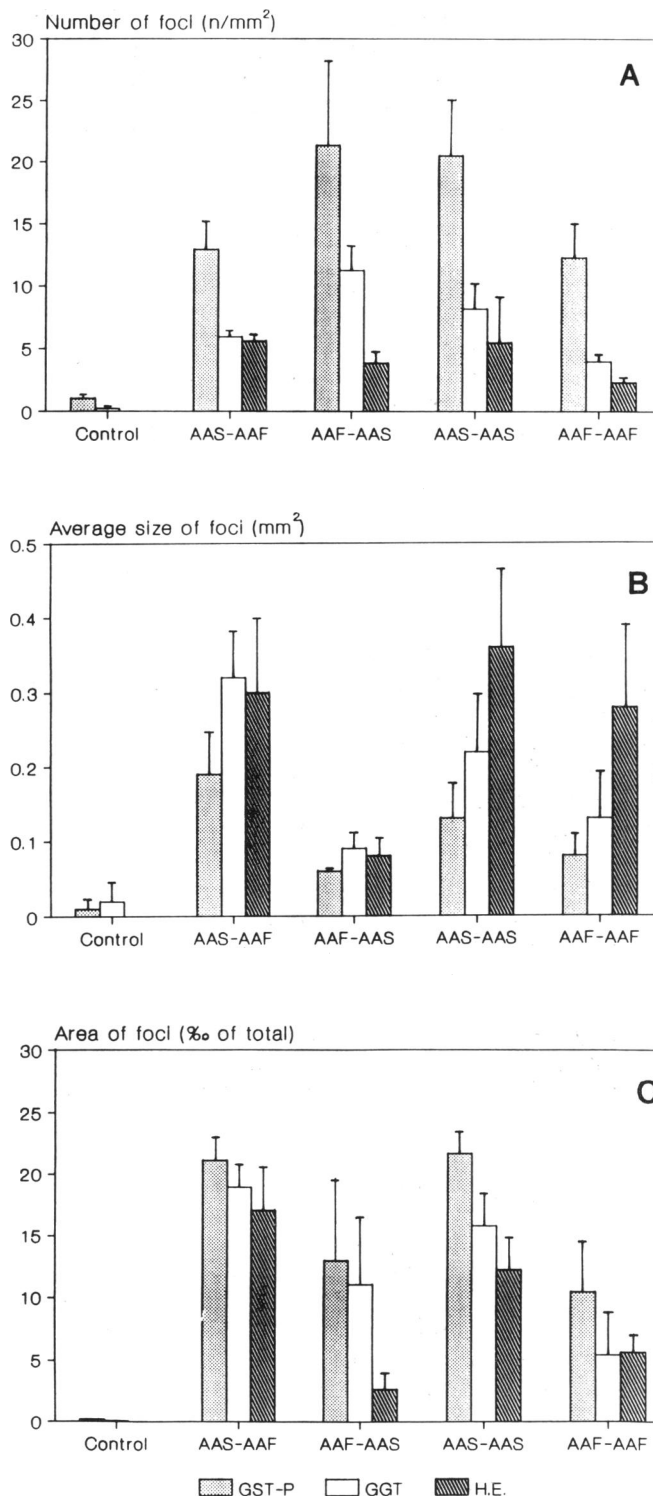 Number of foci (n/mm²)
A
30
25
20
15
10
5
0
Control AAS-AAF AAF-AAS AAS-AAS AAF-AAF
Average size of foci (mm²)
B
0.5
0.4
0.3
0.2
0.1
0
Control AAS-AAF AAF-AAS AAS-AAS AAF-AAF
Area of foci (‰ of total)
C
30
25
20
15
10
5
0
Control AAS-AAF AAF-AAS AAS-AAS AAF-AAF
GST-P GGT H.E.